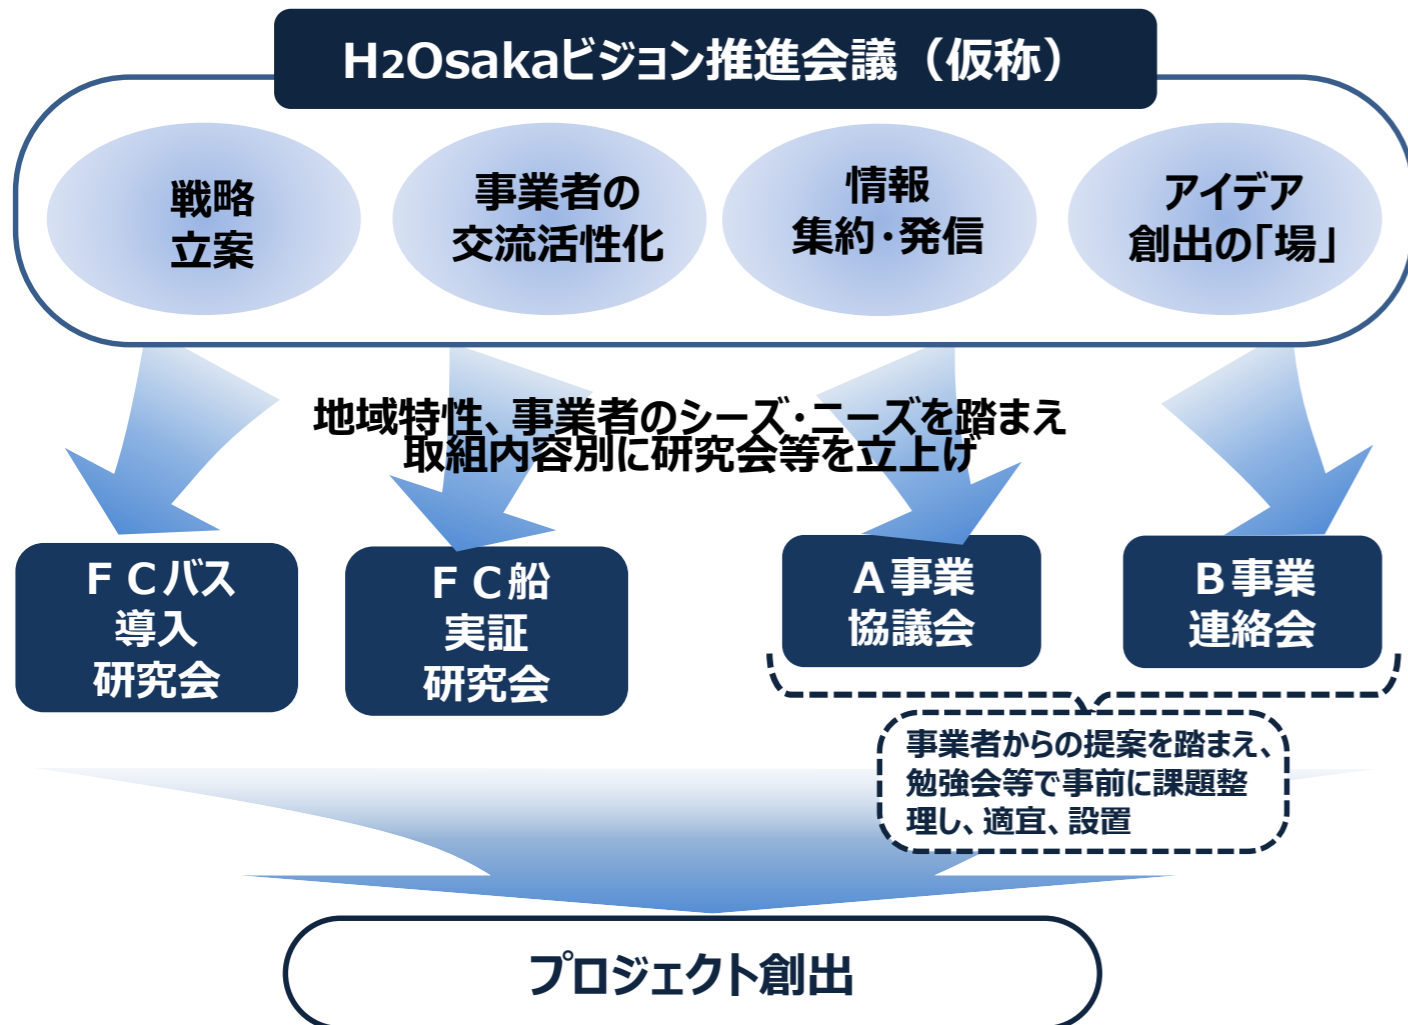 H2Osakaビジョン推進会議（仮称）
戦略
立案
事業者の
交流活性化
情報
集約・発信
アイデア
創出の「場」
地域特性、事業者のシーズ・ニーズを踏まえ
取組内容別に研究会等を立上げ
ＦＣバス
導入
研究会
ＦＣ船
実証
研究会
Ａ事業
協議会
Ｂ事業
連絡会
事業者からの提案を踏まえ、
勉強会等で事前に課題整
理し、適宜、設置
プロジェクト創出